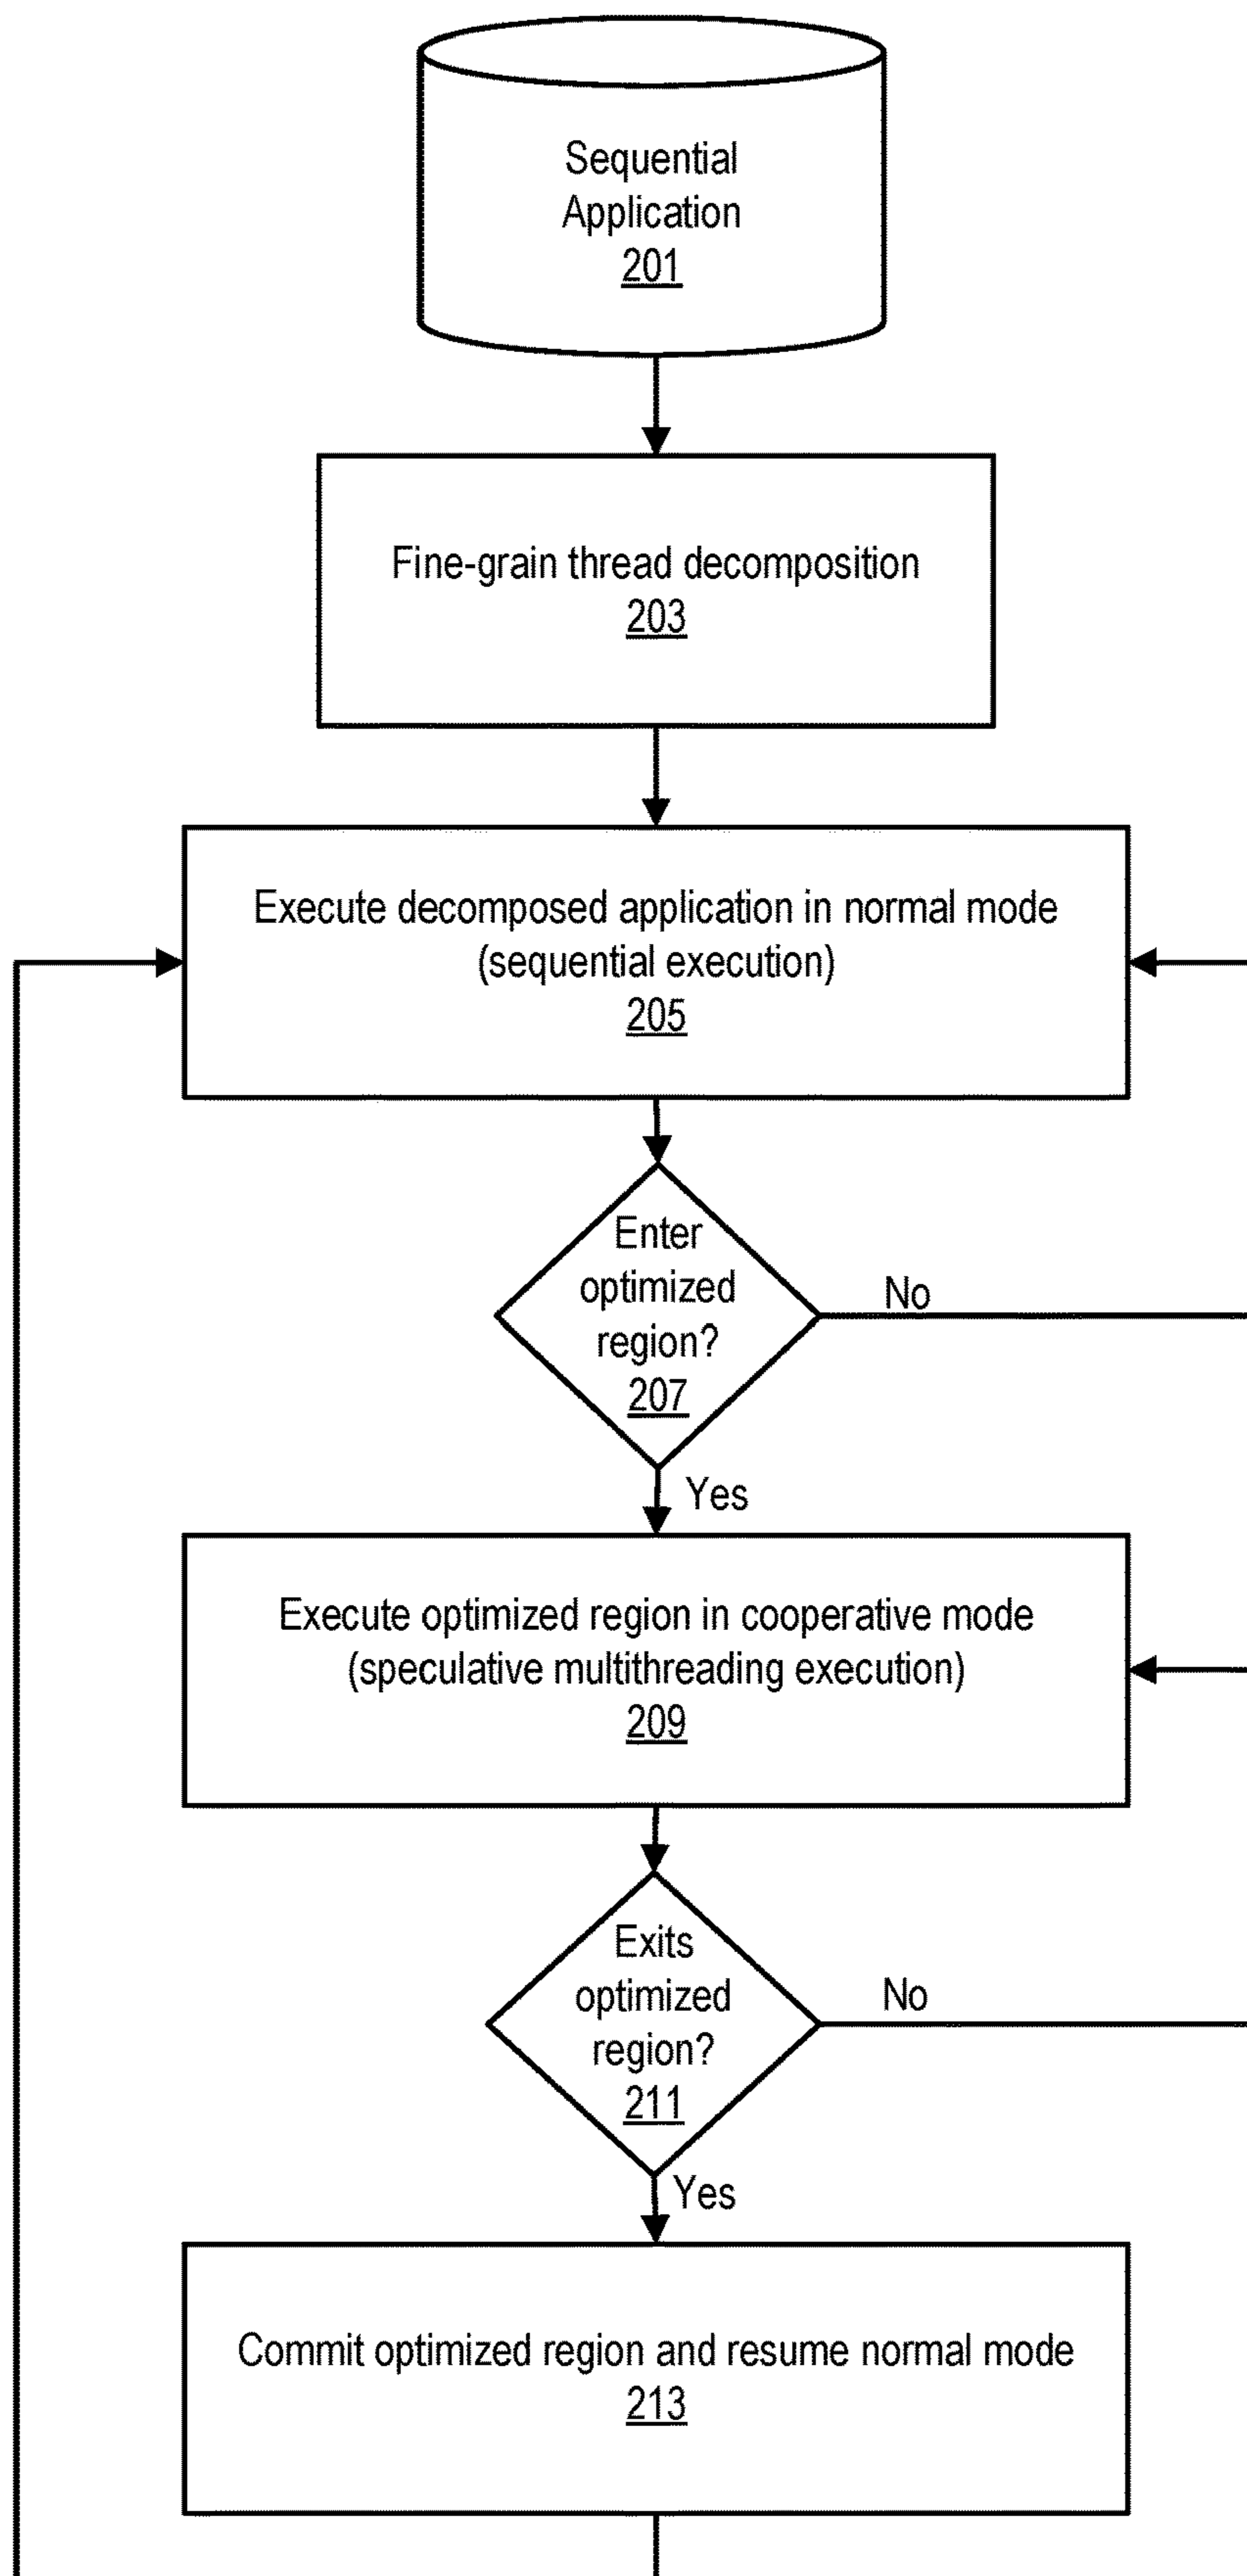 Sequential
Application
201
Fine-grain thread decomposition
203
Execute decomposed application in normal mode
(sequential execution)
205
Enter
optimized
region?
207
No
Yes
Execute optimized region in cooperative mode
(speculative multithreading execution)
209
Exits
optimized
region?
211
No
Yes
Commit optimized region and resume normal mode
213